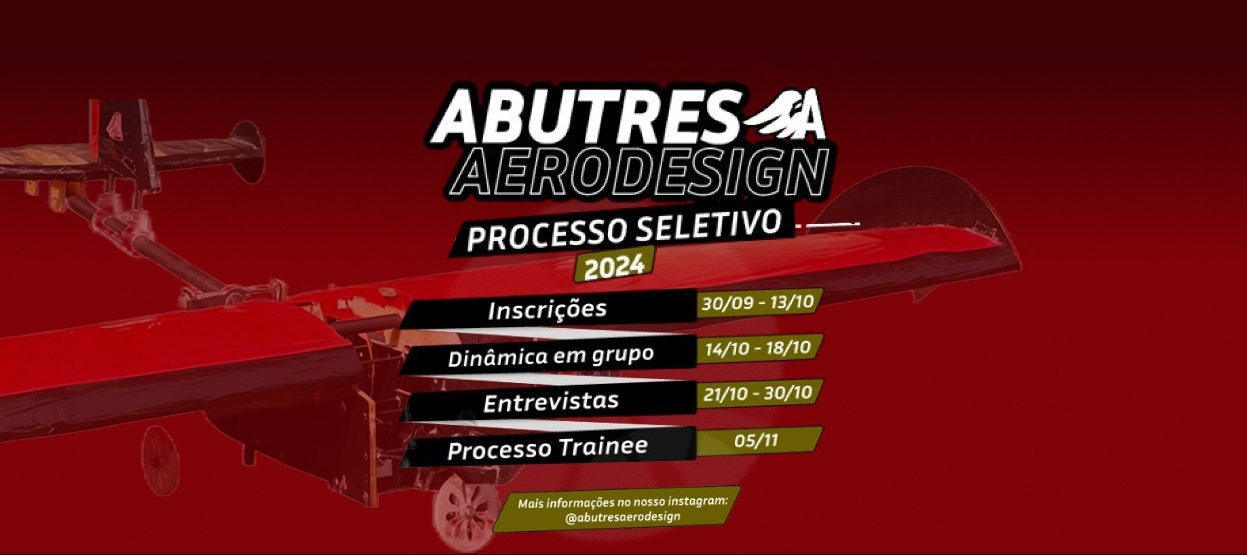 ABUTRES
AERODESIGN
PROCESSO SELETIVO
2024
Inscrições 30/09 - 13/10
Dinâmica em grupo 14/10 - 18/10
Entrevistas 21/10 - 30/10
Processo Trainee 05/11
Mais informações no nosso instagram:
@abutresaerodesign